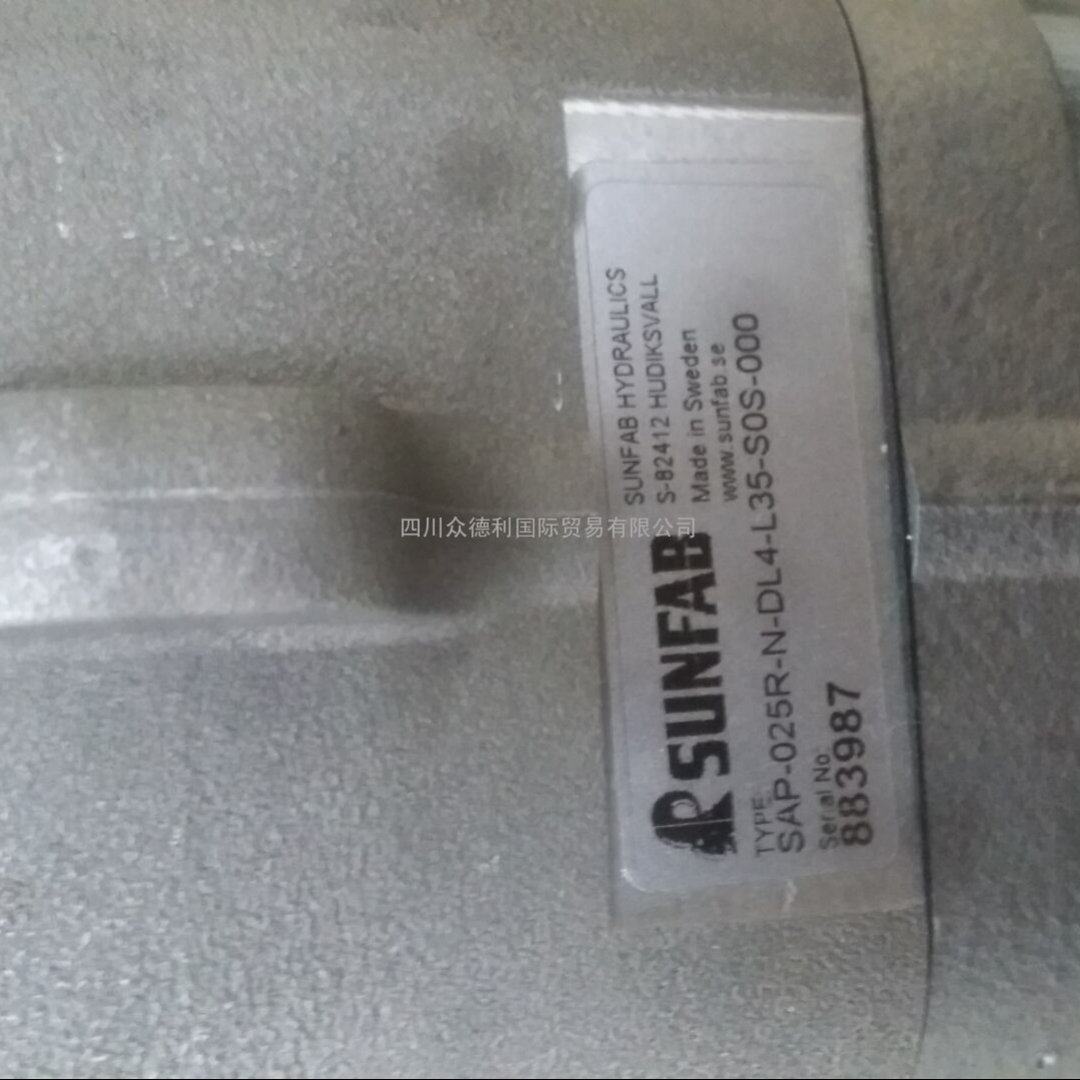 SUNFAB HYDRAULICS
S-82412 HUDIKSVALL
Made in Sweden
www.sunfab.se
SUNFAB
TYPE
SAP-025R-N-DL4-L35-S0S-000
Serial No
883987
四川众德利国际贸易有限公司